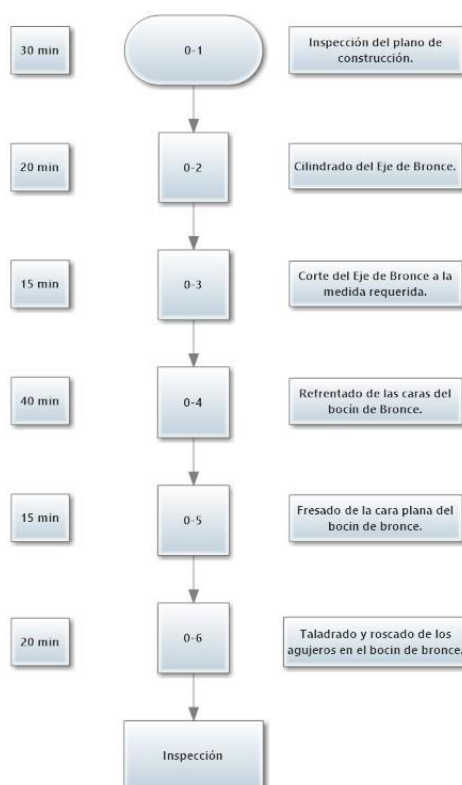 30 min
0-1
Inspección del plano de
construcción.
20 min
0-2
Cilindrado del Eje de Bronce.
15 min
0-3
Corte del Eje de Bronce a la
medida requerida.
40 min
0-4
Refrentado de las caras del
bocín de Bronce.
15 min
0-5
Fresado de la cara plana del
bocin de bronce.
20 min
0-6
Taladrado y roscado de los
agujeros en el bocin de bronce.
Inspección